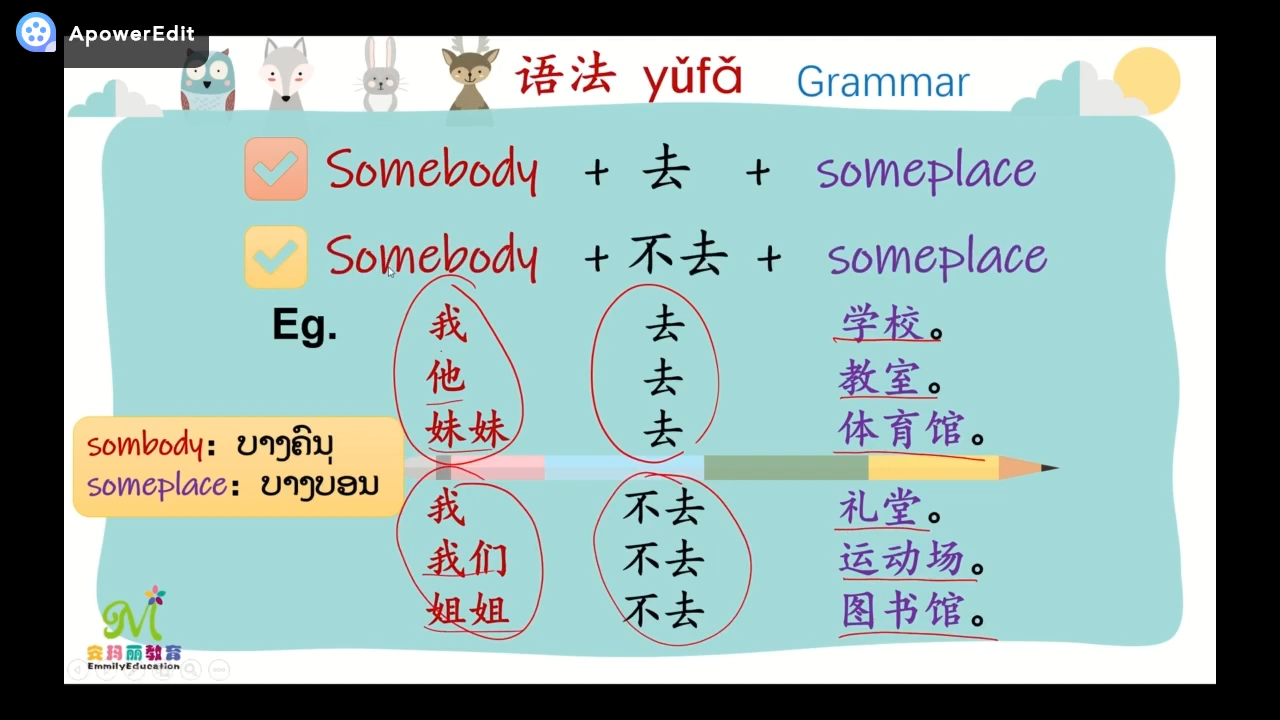 ApowerEdit
语法 yǔfǎ Grammar
Somebody + 去 + someplace
Somebody + 不去 + someplace
Eg. 我 去 学校。
他 去 教室。
妹妹 去 体育馆。
sombody: ບາງຄົນ
someplace: ບາງບ່ອນ
我 不去 礼堂。
我们 不去 运动场。
姐姐 不去 图书馆。
安玛丽教育
EmmilyEducation